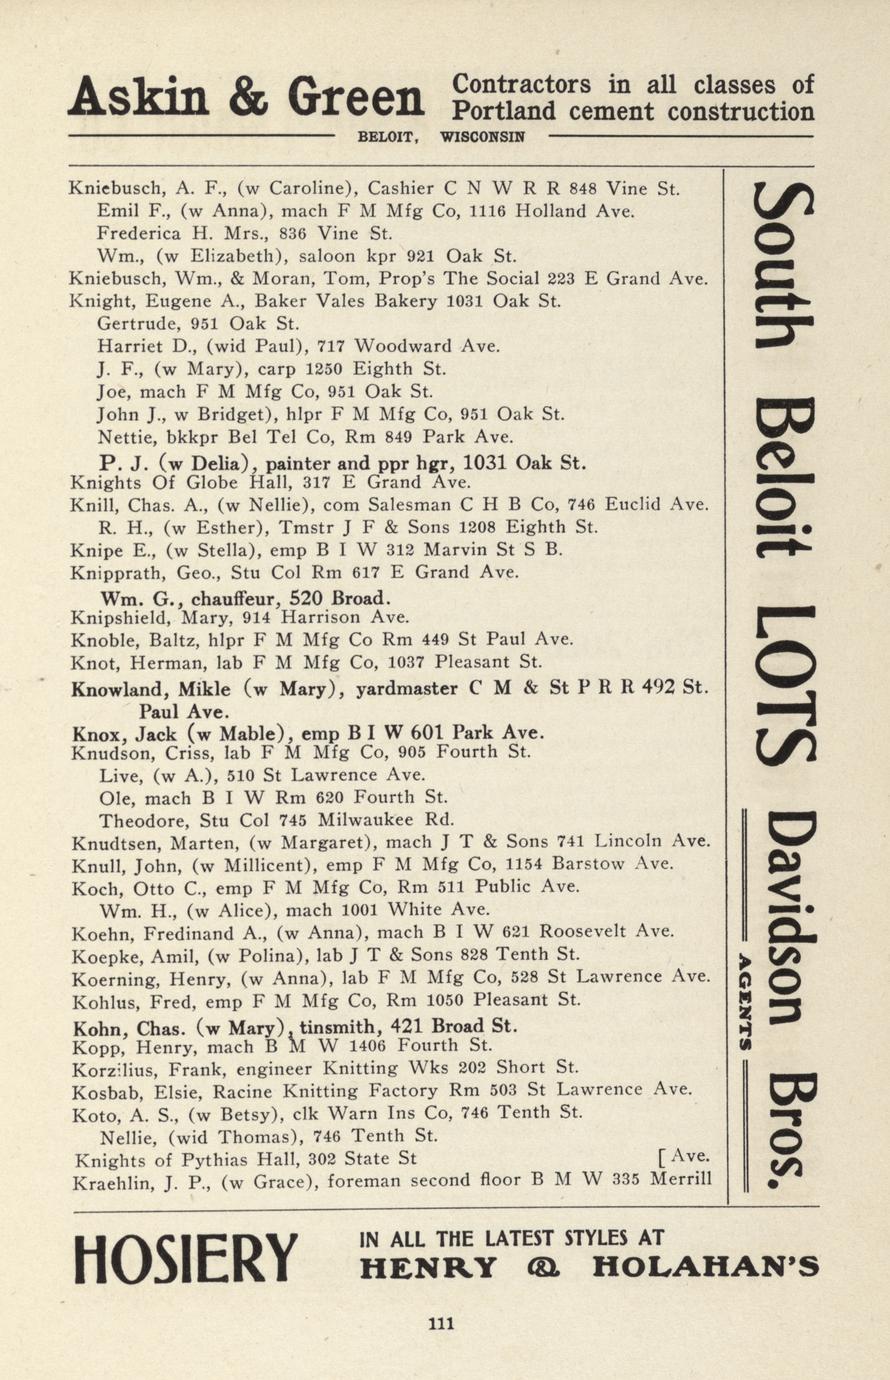 Askin & Green
Contractors in all classes of
Portland cement construction
BELOIT, WISCONSIN
Kniebusch, A. F., (w Caroline), Cashier C N W R R 848 Vine St.
Emil F., (w Anna), mach F M Mfg Co, 1116 Holland Ave.
Frederica H. Mrs., 836 Vine St.
Wm., (w Elizabeth), saloon kpr 921 Oak St.
Kniebusch, Wm., & Moran, Tom, Prop's The Social 223 E Grand Ave.
Knight, Eugene A., Baker Vales Bakery 1031 Oak St.
Gertrude, 951 Oak St.
Harriet D., (wid Paul), 717 Woodward Ave.
J. F., (w Mary), carp 1250 Eighth St.
Joe, mach F M Mfg Co, 951 Oak St.
John J., w Bridget), hlpr F M Mfg Co, 951 Oak St.
Nettie, bkkpr Bel Tel Co, Rm 849 Park Ave.
P. J. (w Delia), painter and ppr hgr, 1031 Oak St.
Knights Of Globe Hall, 317 E Grand Ave.
Knill, Chas. A., (w Nellie), com Salesman C H B Co, 746 Euclid Ave.
R. H., (w Esther), Tmstr J F & Sons 1208 Eighth St.
Knipe E., (w Stella), emp B I W 312 Marvin St S B.
Knipprath, Geo., Stu Col Rm 617 E Grand Ave.
Wm. G., chauffeur, 520 Broad.
Knipshield, Mary, 914 Harrison Ave.
Knoble, Baltz, hlpr F M Mfg Co Rm 449 St Paul Ave.
Knot, Herman, lab F M Mfg Co, 1037 Pleasant St.
Knowland, Mikle (w Mary), yardmaster C M & St P R R 492 St.
Paul Ave.
Knox, Jack (w Mable), emp B I W 601 Park Ave.
Knudson, Criss, lab F M Mfg Co, 905 Fourth St.
Live, (w A.), 510 St Lawrence Ave.
Ole, mach B I W Rm 620 Fourth St.
Theodore, Stu Col 745 Milwaukee Rd.
Knudtsen, Marten, (w Margaret), mach J T & Sons 741 Lincoln Ave.
Knull, John, (w Millicent), emp F M Mfg Co, 1154 Barstow Ave.
Koch, Otto C., emp F M Mfg Co, Rm 511 Public Ave.
Wm. H., (w Alice), mach 1001 White Ave.
Koehn, Fredinand A., (w Anna), mach B I W 621 Roosevelt Ave.
Koepke, Amil, (w Polina), lab J T & Sons 828 Tenth St.
Koerning, Henry, (w Anna), lab F M Mfg Co, 528 St Lawrence Ave.
Kohlus, Fred, emp F M Mfg Co, Rm 1050 Pleasant St.
Kohn, Chas. (w Mary), tinsmith, 421 Broad St.
Kopp, Henry, mach B M W 1406 Fourth St.
Korzilius, Frank, engineer Knitting Wks 202 Short St.
Kosbab, Elsie, Racine Knitting Factory Rm 503 St Lawrence Ave.
Koto, A. S., (w Betsy), clk Warn Ins Co, 746 Tenth St.
Nellie, (wid Thomas), 746 Tenth St.
Knights of Pythias Hall, 302 State St [ Ave.
Kraehlin, J. P., (w Grace), foreman second floor B M W 335 Merrill
South Beloit LOTS Davidson Bros.
AGENTS
HOSIERY
IN ALL THE LATEST STYLES AT
HENRY & HOLAHAN'S
111